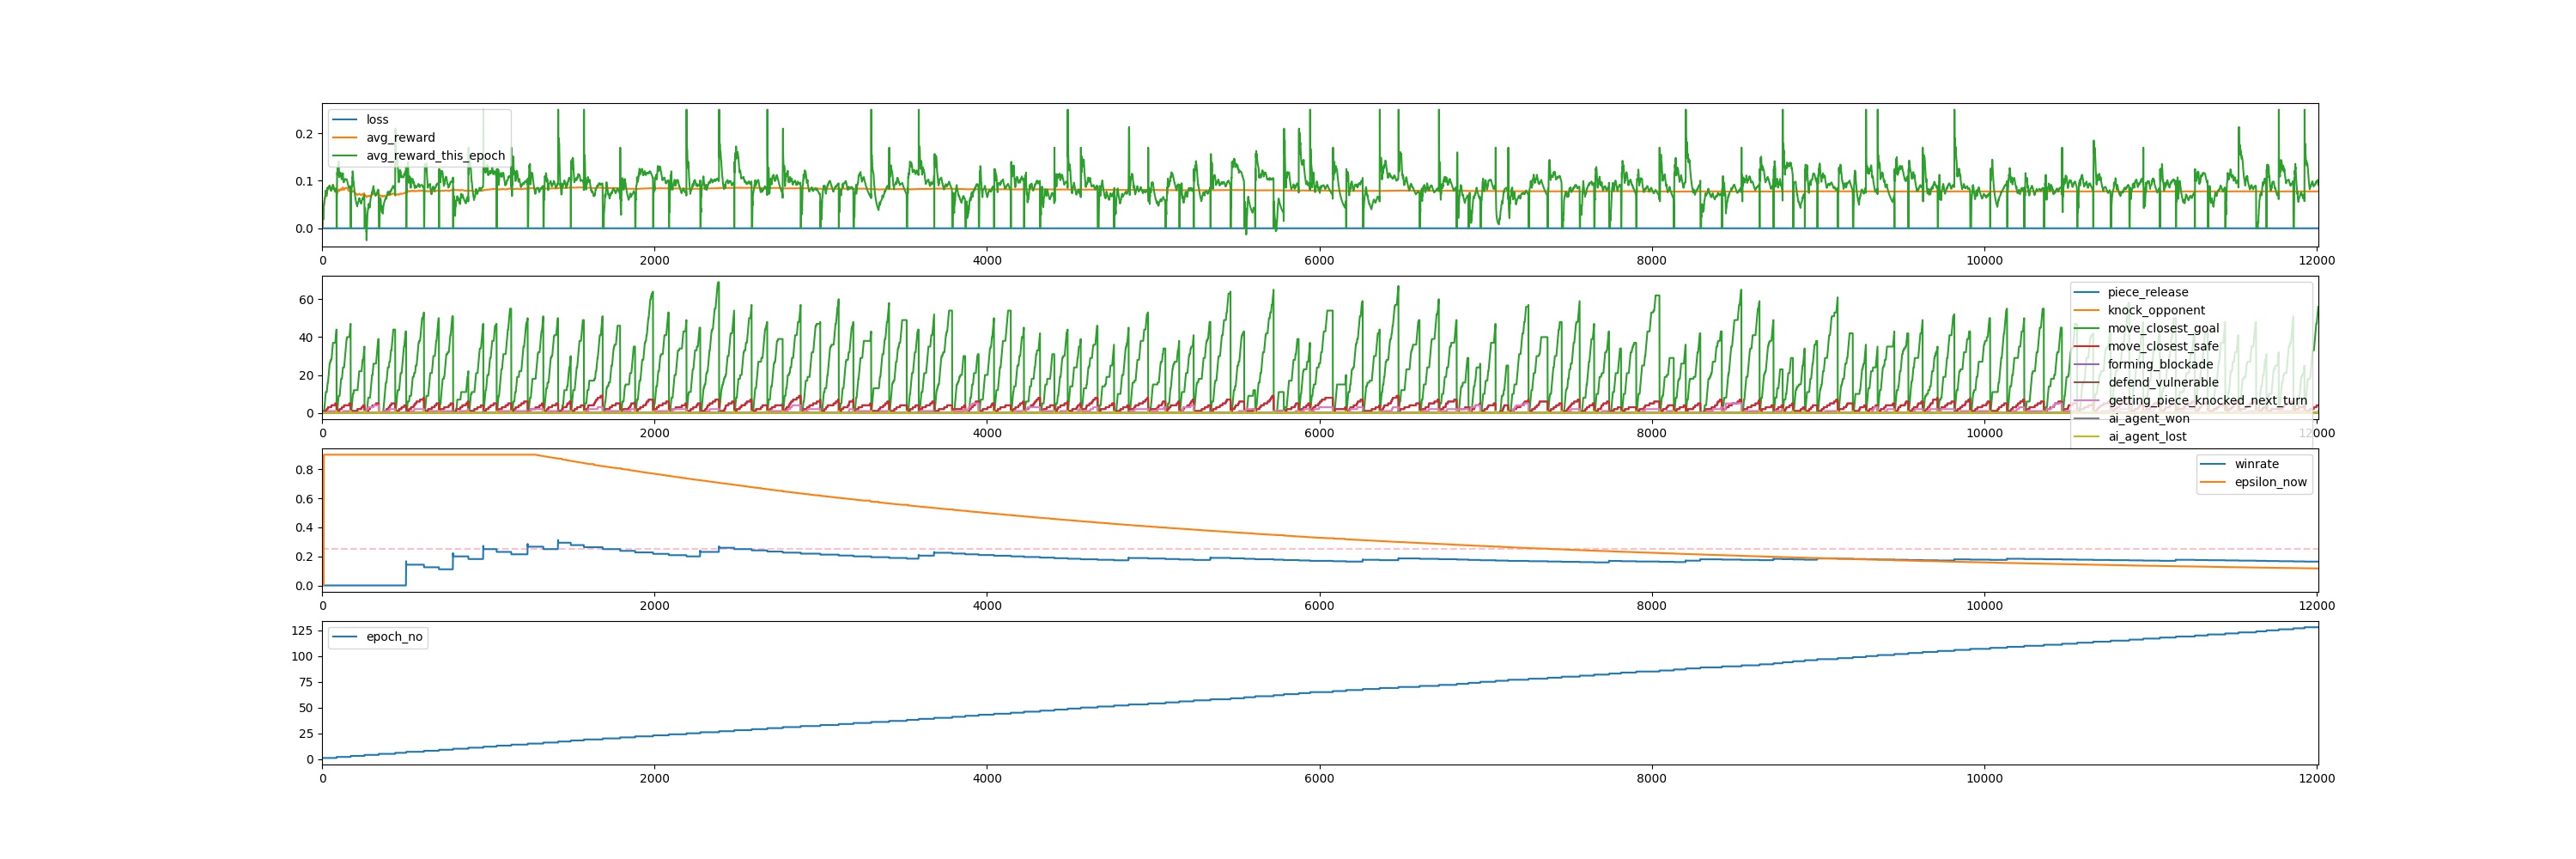 loss
avg_reward
avg_reward_this_epoch
0.2
0.1
0.0
0 2000 4000 6000 8000 10000 12000
piece_release
knock_opponent
move_closest_goal
move_closest_safe
forming_blockade
defend_vulnerable
getting_piece_knocked_next_turn
ai_agent_won
ai_agent_lost
60
40
20
0
0 2000 4000 6000 8000 10000 12000
winrate
epsilon_now
0.8
0.6
0.4
0.2
0.0
0 2000 4000 6000 8000 10000 12000
epoch_no
125
100
75
50
25
0
0 2000 4000 6000 8000 10000 12000